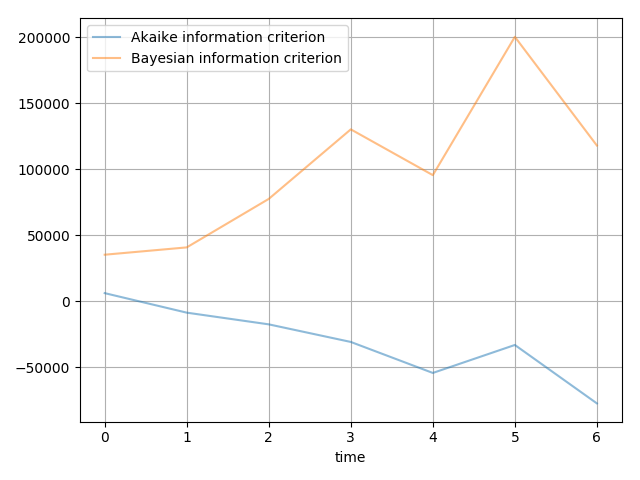 Akaike information criterion
Bayesian information criterion
200000
150000
100000
50000
0
−50000
0 1 2 3 4 5 6
time